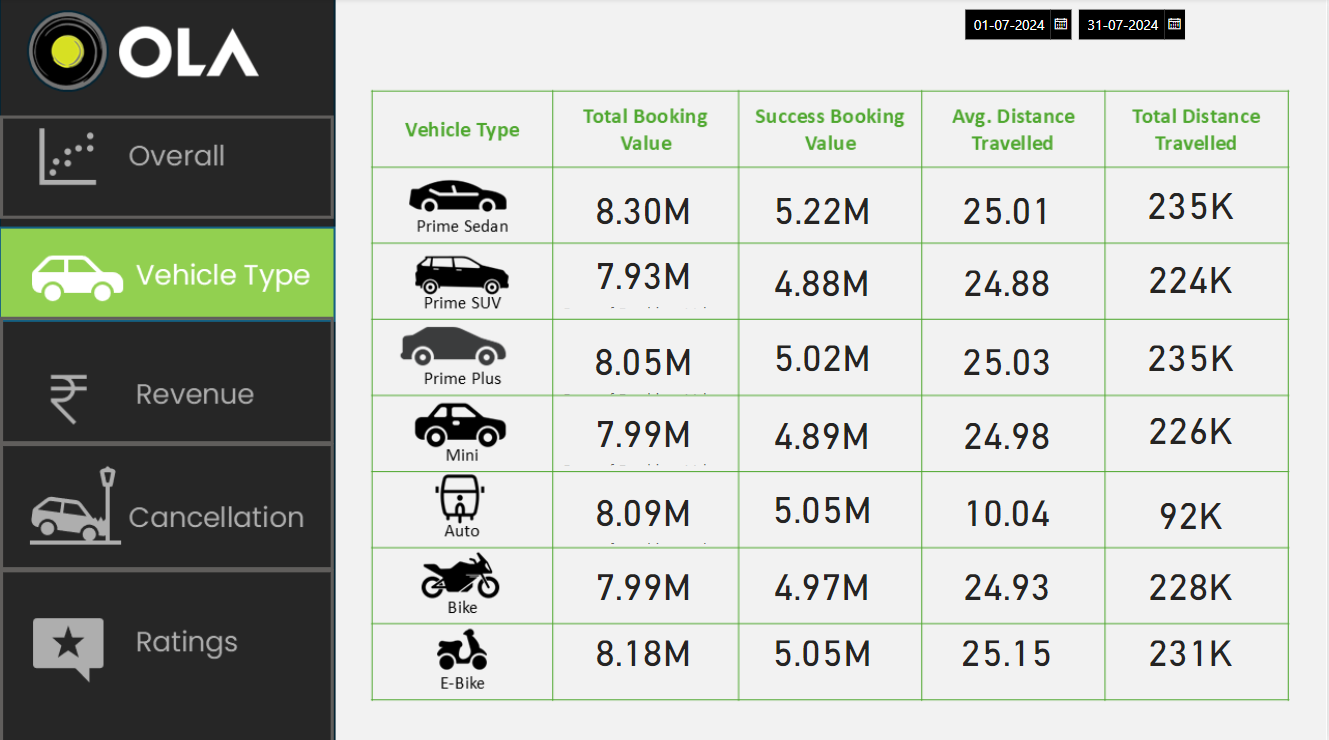 OLA
01-07-2024 31-07-2024
Overall
Vehicle Type
Revenue
Cancellation
Ratings
Vehicle Type Total Booking Value Success Booking Value Avg. Distance Travelled Total Distance Travelled
Prime Sedan 8.30M 5.22M 25.01 235K
Prime SUV 7.93M 4.88M 24.88 224K
Prime Plus 8.05M 5.02M 25.03 235K
Mini 7.99M 4.89M 24.98 226K
Auto 8.09M 5.05M 10.04 92K
Bike 7.99M 4.97M 24.93 228K
E-Bike 8.18M 5.05M 25.15 231K